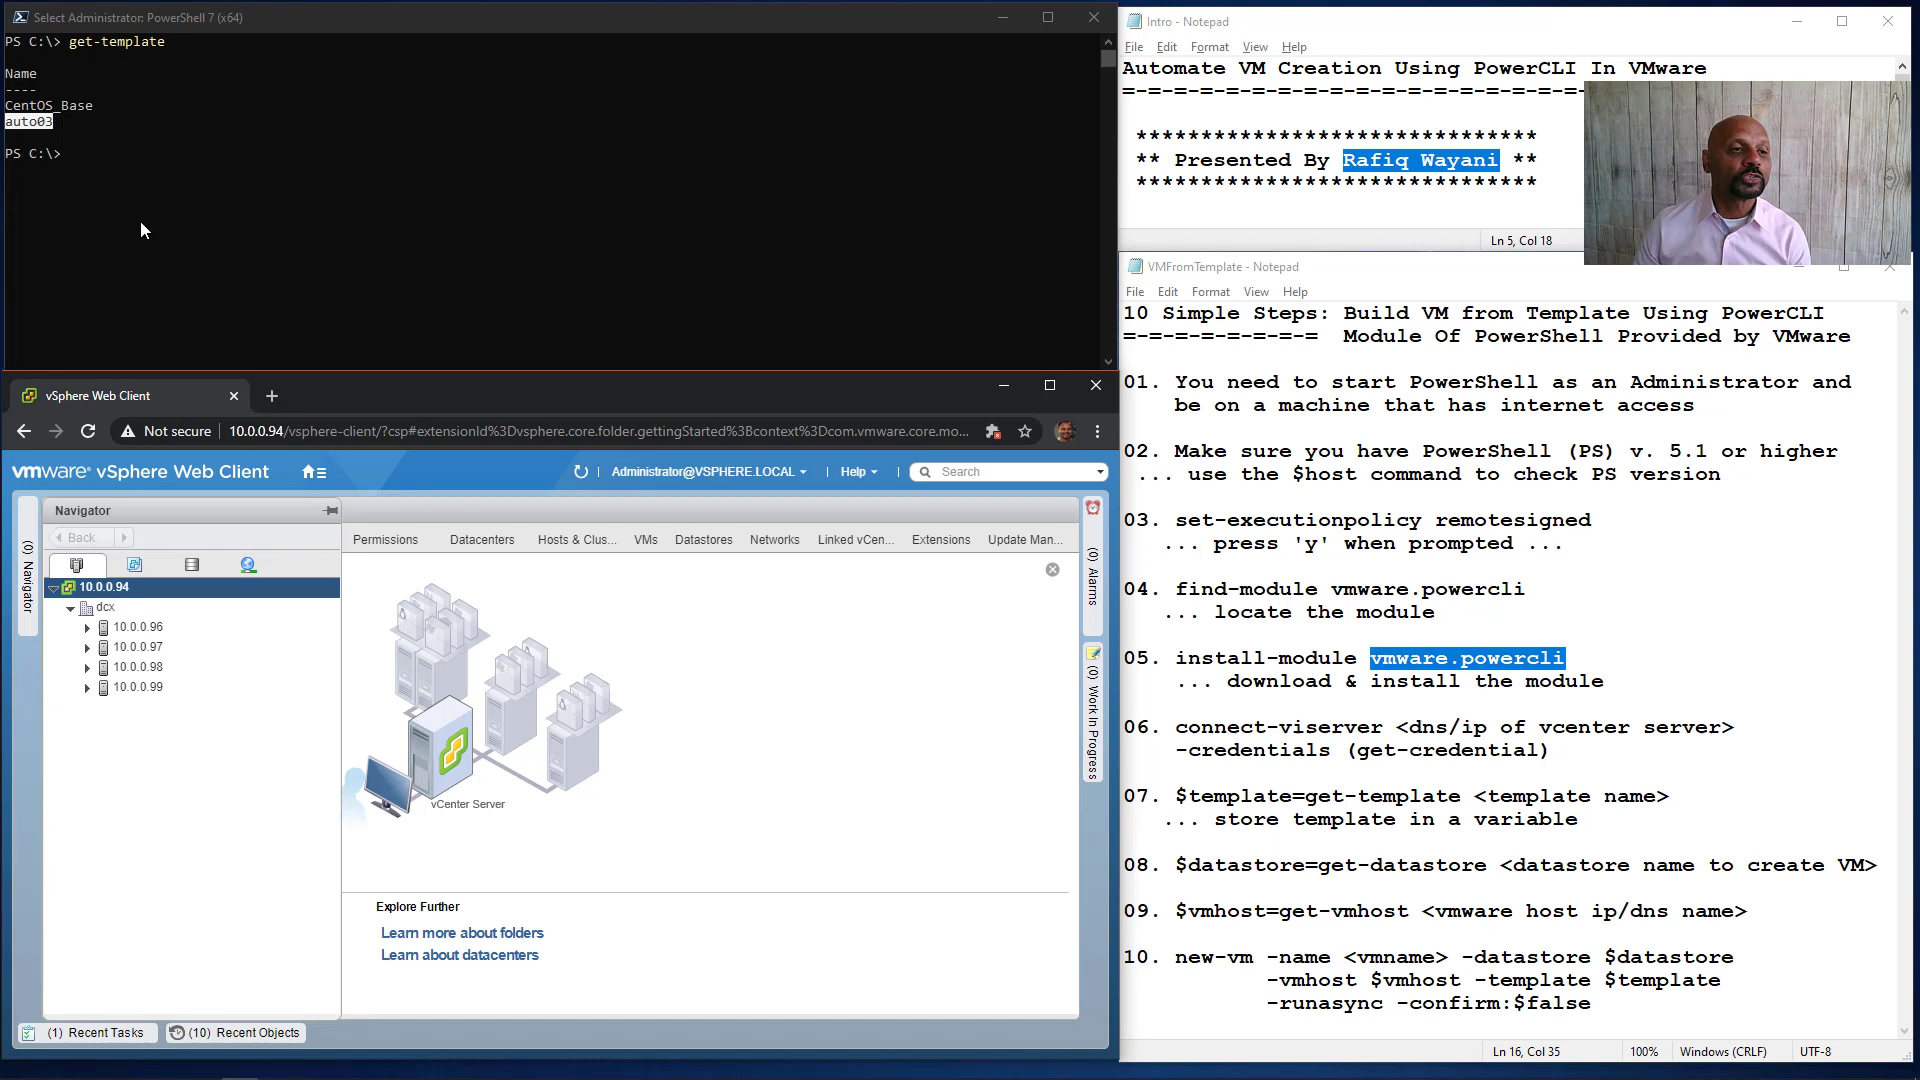 Select Administrator: PowerShell 7 (x64)
PS C:\> get-template
Name
----
CentOS_Base
auto03
PS C:\>
Intro - Notepad
File Edit Format View Help
Automate VM Creation Using PowerCLI In VMware
=-=-=-=-=-=-=-=-=-=-=-=-=-=-=-=-=-=
*******************************
** Presented By Rafiq Wayani **
*******************************
Ln 5, Col 18
VMFromTemplate - Notepad
File Edit Format View Help
10 Simple Steps: Build VM from Template Using PowerCLI
=-=-=-=-=-=-=-= Module Of PowerShell Provided by VMware
01. You need to start PowerShell as an Administrator and
be on a machine that has internet access
02. Make sure you have PowerShell (PS) v. 5.1 or higher
... use the $host command to check PS version
03. set-executionpolicy remotesigned
... press 'y' when prompted ...
04. find-module vmware.powercli
... locate the module
05. install-module vmware.powercli
... download & install the module
06. connect-viserver <dns/ip of vcenter server>
-credentials (get-credential)
07. $template=get-template <template name>
... store template in a variable
08. $datastore=get-datastore <datastore name to create VM>
09. $vmhost=get-vmhost <vmware host ip/dns name>
10. new-vm -name <vmname> -datastore $datastore
-vmhost $vmhost -template $template
-runasync -confirm:$false
Ln 16, Col 35 100% Windows (CRLF) UTF-8
vSphere Web Client
Not secure 10.0.0.94/vsphere-client/?csp#extensionId%3Dvsphere.core.folder.gettingStarted%3Bcontext%3Dcom.vmware.core.mo...
vmware® vSphere Web Client
Administrator@VSPHERE.LOCAL Help Search
(0) Navigator
Navigator
Back
10.0.0.94
dcx
10.0.0.96
10.0.0.97
10.0.0.98
10.0.0.99
Permissions Datacenters Hosts & Clus... VMs Datastores Networks Linked vCen... Extensions Update Man...
vCenter Server
Explore Further
Learn more about folders
Learn about datacenters
(0) Alarms
(0) Work In Progress
(1) Recent Tasks (10) Recent Objects